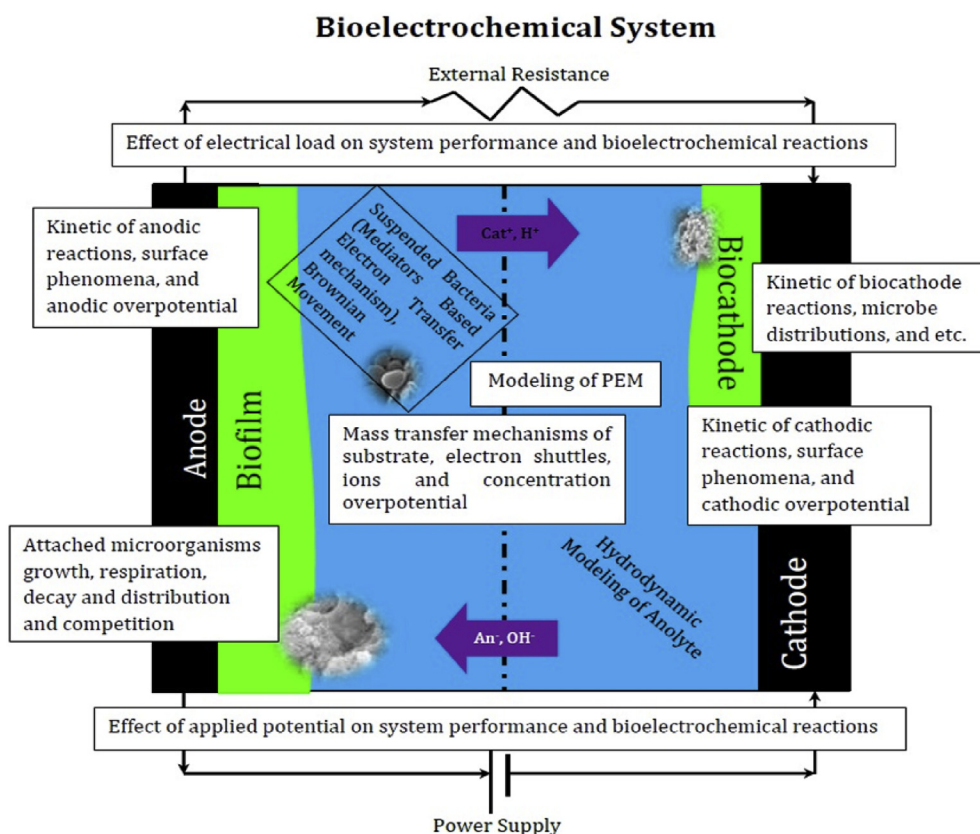 Bioelectrochemical System
External Resistance
Effect of electrical load on system performance and bioelectrochemical reactions
Kinetic of anodic
reactions, surface
phenomena, and
anodic overpotential
Suspended Bacteria
(Mediators Based
Electron Transfer
mechanism),
Brownian
Movement
Cat⁺, H⁺
Biocathode
Kinetic of biocathode
reactions, microbe
distributions, and etc.
Modeling of PEM
Anode
Biofilm
Mass transfer mechanisms of
substrate, electron shuttles,
ions and concentration
overpotential
Kinetic of cathodic
reactions, surface
phenomena, and
cathodic overpotential
Attached microorganisms
growth, respiration,
decay and distribution
and competition
Hydrodynamic
Modeling of Anolyte
An⁻, OH⁻
Cathode
Effect of applied potential on system performance and bioelectrochemical reactions
Power Supply